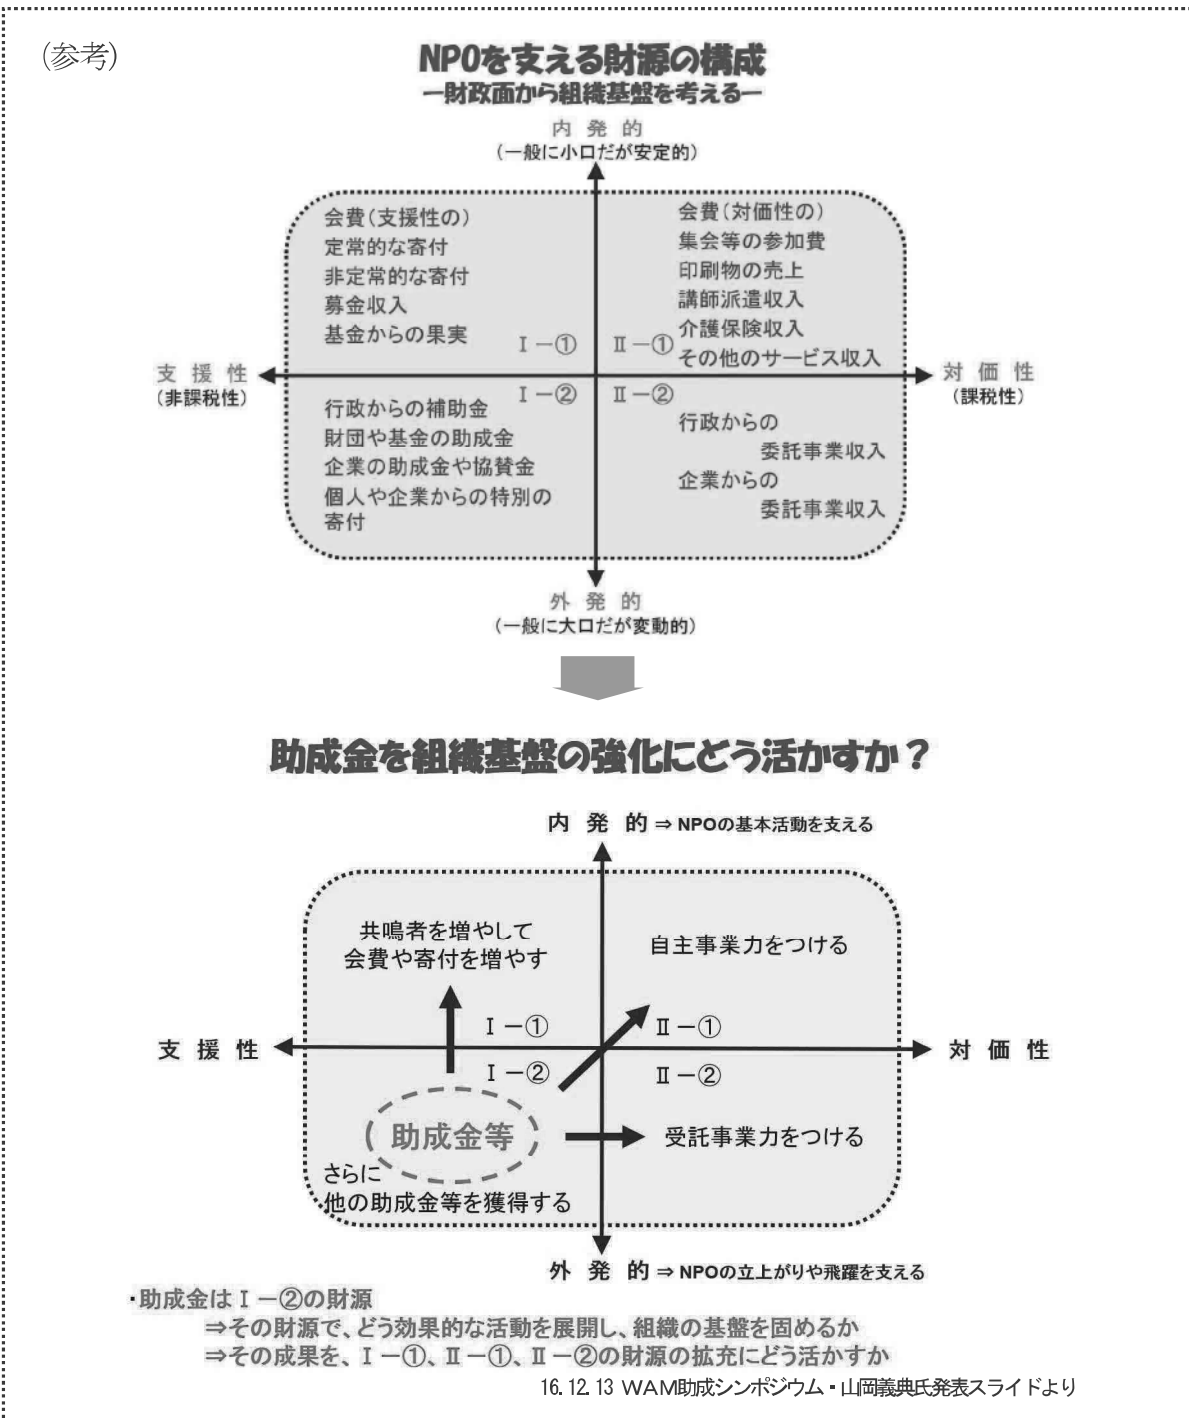 (参考)
NPOを支える財源の構成
ー財政面から組織基盤を考えるー
内発的
(一般に小口だが安定的)
会費(支援性の)
定常的な寄付
非定常的な寄付
募金収入
基金からの果実
Ⅰ－①
会費(対価性の)
集会等の参加費
印刷物の売上
講師派遣収入
介護保険収入
その他のサービス収入
Ⅱ－①
支援性
(非課税性)
対価性
(課税性)
Ⅰ－②
行政からの補助金
財団や基金の助成金
企業の助成金や協賛金
個人や企業からの特別の
寄付
Ⅱ－②
行政からの
委託事業収入
企業からの
委託事業収入
外発的
(一般に大口だが変動的)
助成金を組織基盤の強化にどう活かすか？
内発的 ⇒ NPOの基本活動を支える
共鳴者を増やして
会費や寄付を増やす
自主事業力をつける
Ⅰ－①
Ⅱ－①
支援性
対価性
Ⅰ－②
Ⅱ－②
助成金等
受託事業力をつける
さらに
他の助成金等を獲得する
外発的 ⇒ NPOの立上がりや飛躍を支える
・助成金はⅠ－②の財源
⇒その財源で、どう効果的な活動を展開し、組織の基盤を固めるか
⇒その成果を、Ⅰ－①、Ⅱ－①、Ⅱ－②の財源の拡充にどう活かすか
16.12.13 WAM助成シンポジウム・山岡義典氏発表スライドより